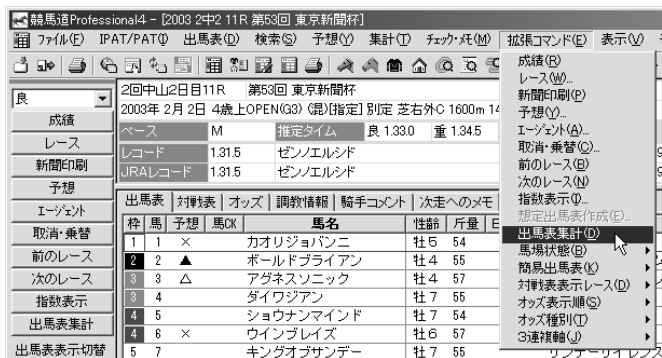 競馬道Professional4 - [2003 2中2 11R 第53回 東京新聞杯]
ファイル(F) IPAT/PAT(I) 出馬表(D) 検索(S) 予想(Y) 集計(T) チェック・メモ(M) 拡張コマンド(E) 表示(V)
良
成績
レース
新聞印刷
予想
エージェント
取消・乗替
前のレース
次のレース
指数表示
出馬表集計
出馬表表示切替
2回中山2日目11R 第53回 東京新聞杯
2003年 2月 2日 4歳上OPEN(G3) (混)[指定] 別定 芝右外C 1600m
ペース M 推定タイム 良 1.33.0 重 1.34.5
レコード 1.31.5 ゼンノエルシド
JRAレコード 1.31.5 ゼンノエルシド
出馬表 対戦表 オッズ 調教情報 騎手コメント 次走へのメモ
枠 馬 予想 馬CK 馬名 性齢 斤量
1 1 × カオリジョバンニ 牡5 54
2 2 ▲ ボールドブライアン 牡4 55
3 3 △ アグネスソニック 牡4 57
3 4 ダイワジアン 牡7 55
4 5 ショウナンマインド 牡7 54
4 6 × ウインブレイズ 牡6 57
5 7 キングオブサンデー 牡7 55
成績(R)
レース(W)...
新聞印刷(P)
予想(Y)...
エージェント(A)...
取消・乗替(C)...
前のレース(B)
次のレース(N)
指数表示(I)...
想定出馬表作成(E)...
出馬表集計(D)
馬場状態(B)
簡易出馬表(K)
対戦表表示レース(D)
オッズ表示順(S)
オッズ種別(T)
3連複軸(J)